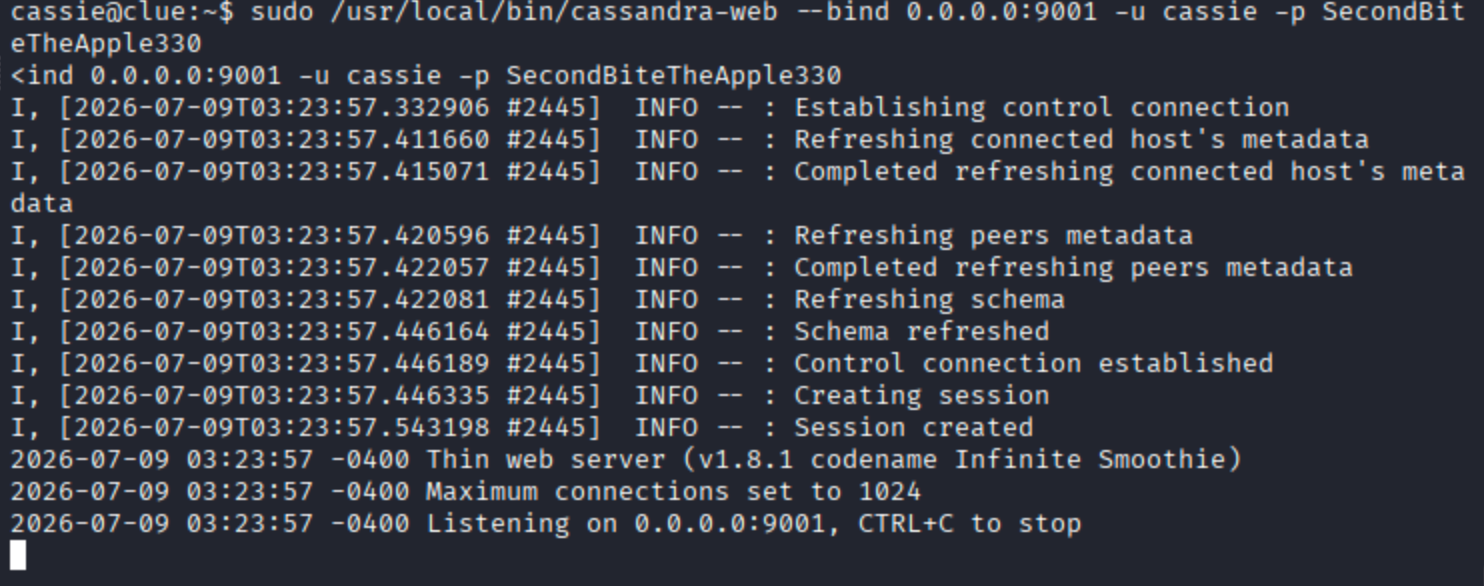 cassie@clue:~$ sudo /usr/local/bin/cassandra-web --bind 0.0.0.0:9001 -u cassie -p SecondBit
eTheApple330
<ind 0.0.0.0:9001 -u cassie -p SecondBiteTheApple330
I, [2026-07-09T03:23:57.332906 #2445]  INFO -- : Establishing control connection
I, [2026-07-09T03:23:57.411660 #2445]  INFO -- : Refreshing connected host's metadata
I, [2026-07-09T03:23:57.415071 #2445]  INFO -- : Completed refreshing connected host's meta
data
I, [2026-07-09T03:23:57.420596 #2445]  INFO -- : Refreshing peers metadata
I, [2026-07-09T03:23:57.422057 #2445]  INFO -- : Completed refreshing peers metadata
I, [2026-07-09T03:23:57.422081 #2445]  INFO -- : Refreshing schema
I, [2026-07-09T03:23:57.446164 #2445]  INFO -- : Schema refreshed
I, [2026-07-09T03:23:57.446189 #2445]  INFO -- : Control connection established
I, [2026-07-09T03:23:57.446335 #2445]  INFO -- : Creating session
I, [2026-07-09T03:23:57.543198 #2445]  INFO -- : Session created
2026-07-09 03:23:57 -0400 Thin web server (v1.8.1 codename Infinite Smoothie)
2026-07-09 03:23:57 -0400 Maximum connections set to 1024
2026-07-09 03:23:57 -0400 Listening on 0.0.0.0:9001, CTRL+C to stop